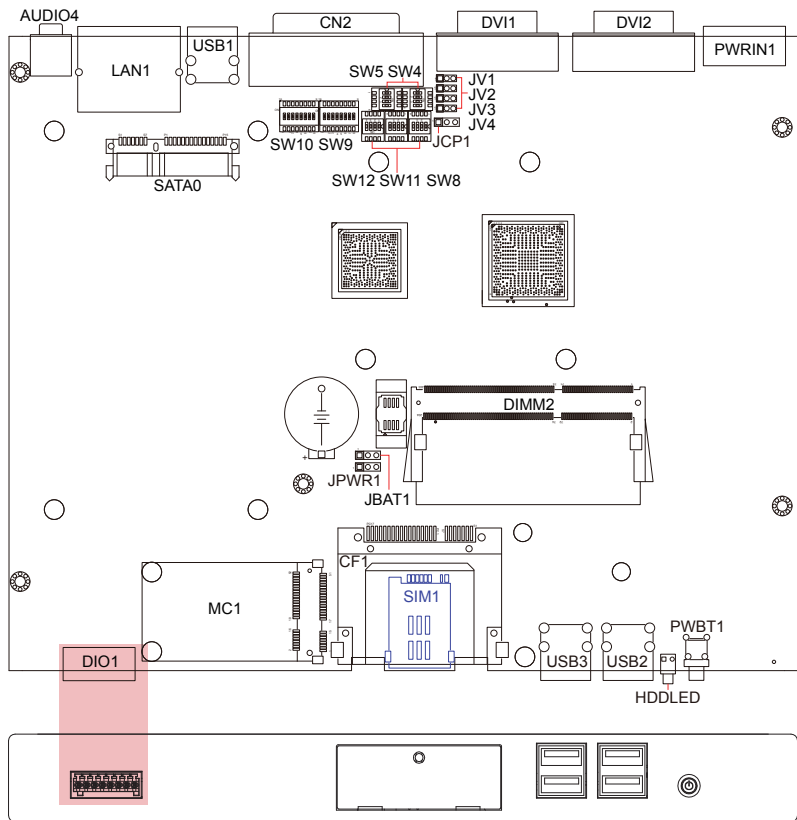 AUDIO4
LAN1
USB1
CN2
DVI1
DVI2
PWRIN1
SW5 SW4
JV1
JV2
JV3
JV4
JCP1
SW10 SW9
SW12 SW11 SW8
SATA0
DIMM2
+
JPWR1
JBAT1
CF1
SIM1
MC1
DIO1
USB3
USB2
PWBT1
HDDLED